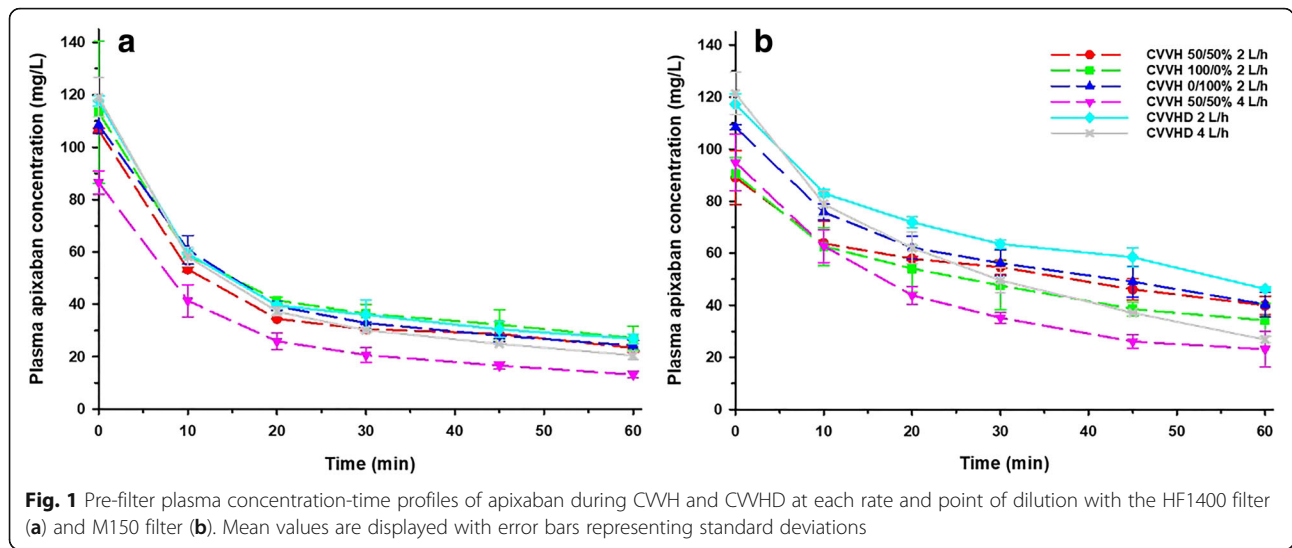 a
140
120
100
80
60
40
20
0
Plasma apixaban concentration (mg/L)
0 10 20 30 40 50 60
Time (min)
b
140
120
100
80
60
40
20
0
Plasma apixaban concentration (mg/L)
0 10 20 30 40 50 60
Time (min)
CVVH 50/50% 2 L/h
CVVH 100/0% 2 L/h
CVVH 0/100% 2 L/h
CVVH 50/50% 4 L/h
CVVHD 2 L/h
CVVHD 4 L/h
Fig. 1 Pre-filter plasma concentration-time profiles of apixaban during CVVH and CVVHD at each rate and point of dilution with the HF1400 filter
(a) and M150 filter (b). Mean values are displayed with error bars representing standard deviations